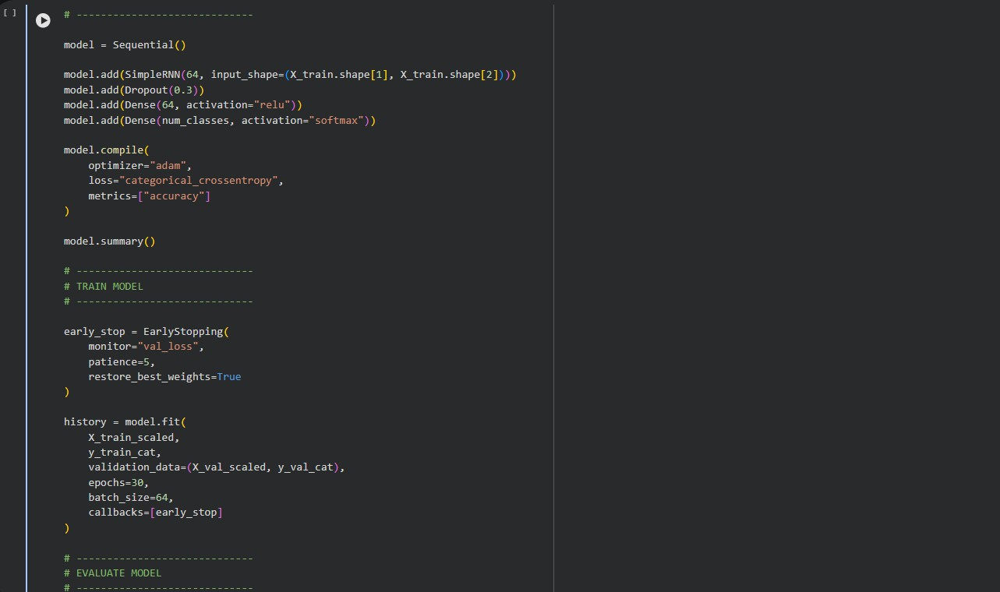 [ ]
# -----------------------------
model = Sequential()
model.add(SimpleRNN(64, input_shape=(X_train.shape[1], X_train.shape[2])))
model.add(Dropout(0.3))
model.add(Dense(64, activation="relu"))
model.add(Dense(num_classes, activation="softmax"))
model.compile(
    optimizer="adam",
    loss="categorical_crossentropy",
    metrics=["accuracy"]
)
model.summary()
# -----------------------------
# TRAIN MODEL
# -----------------------------
early_stop = EarlyStopping(
    monitor="val_loss",
    patience=5,
    restore_best_weights=True
)
history = model.fit(
    X_train_scaled,
    y_train_cat,
    validation_data=(X_val_scaled, y_val_cat),
    epochs=30,
    batch_size=64,
    callbacks=[early_stop]
)
# -----------------------------
# EVALUATE MODEL
# -----------------------------